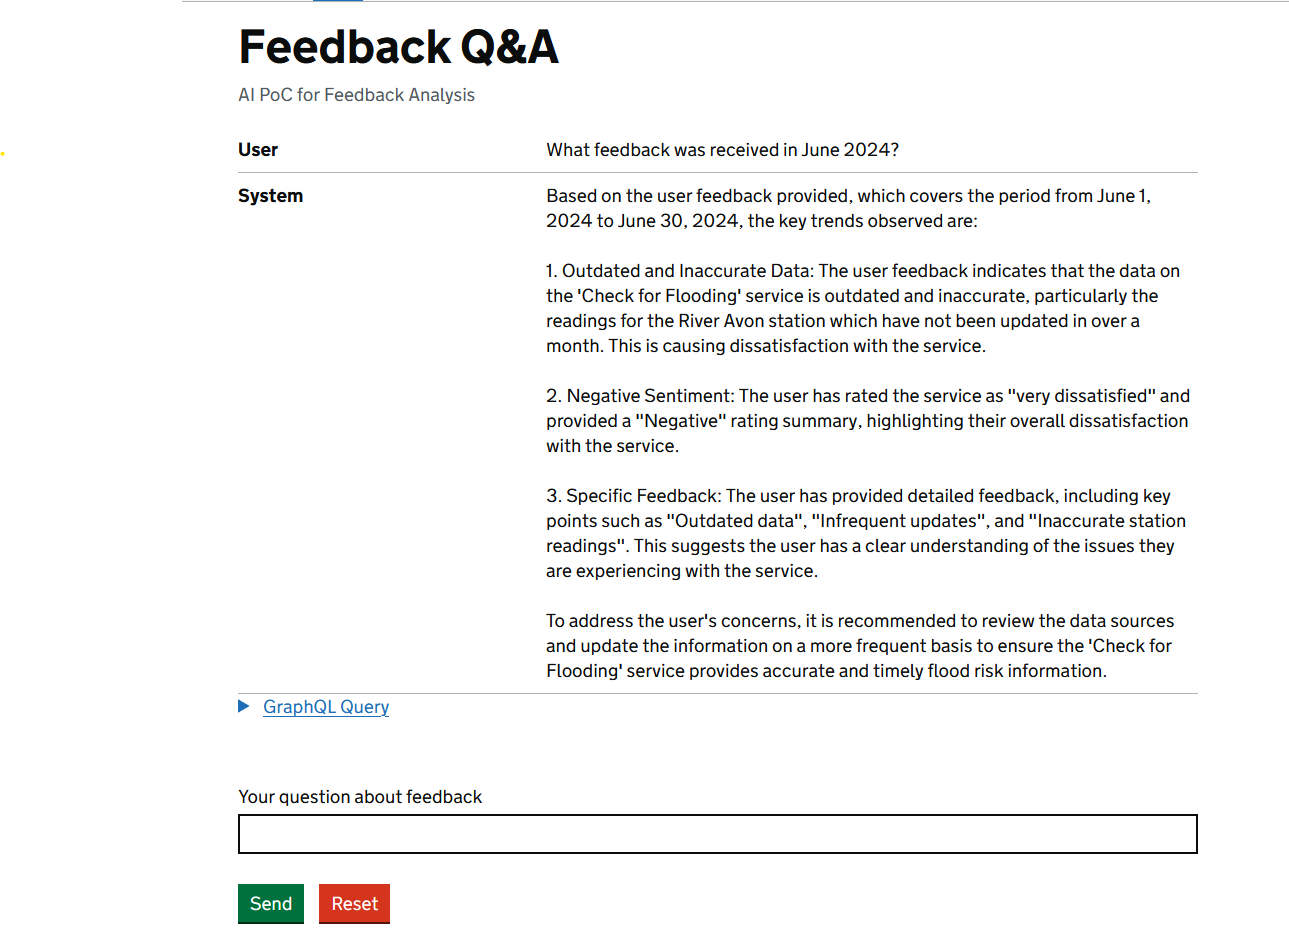 Feedback Q&A
AI PoC for Feedback Analysis
User
What feedback was received in June 2024?
System
Based on the user feedback provided, which covers the period from June 1,
2024 to June 30, 2024, the key trends observed are:
1. Outdated and Inaccurate Data: The user feedback indicates that the data on
the 'Check for Flooding' service is outdated and inaccurate, particularly the
readings for the River Avon station which have not been updated in over a
month. This is causing dissatisfaction with the service.
2. Negative Sentiment: The user has rated the service as "very dissatisfied" and
provided a "Negative" rating summary, highlighting their overall dissatisfaction
with the service.
3. Specific Feedback: The user has provided detailed feedback, including key
points such as "Outdated data", "Infrequent updates", and "Inaccurate station
readings". This suggests the user has a clear understanding of the issues they
are experiencing with the service.
To address the user's concerns, it is recommended to review the data sources
and update the information on a more frequent basis to ensure the 'Check for
Flooding' service provides accurate and timely flood risk information.
GraphQL Query
Your question about feedback
Send
Reset